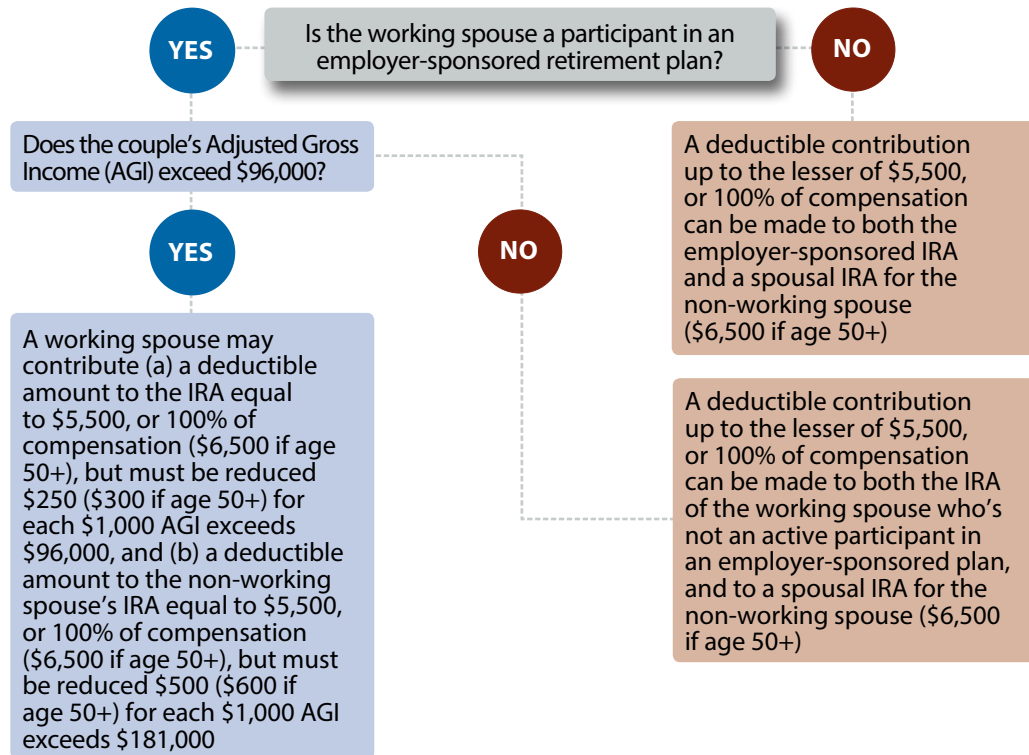 YES
Is the working spouse a participant in an
employer-sponsored retirement plan?
NO
Does the couple's Adjusted Gross
Income (AGI) exceed $96,000?
YES
NO
A working spouse may
contribute (a) a deductible
amount to the IRA equal
to $5,500, or 100% of
compensation ($6,500 if age
50+), but must be reduced
$250 ($300 if age 50+) for
each $1,000 AGI exceeds
$96,000, and (b) a deductible
amount to the non-working
spouse's IRA equal to $5,500,
or 100% of compensation
($6,500 if age 50+), but must
be reduced $500 ($600 if
age 50+) for each $1,000 AGI
exceeds $181,000
A deductible contribution
up to the lesser of $5,500,
or 100% of compensation
can be made to both the
employer-sponsored IRA
and a spousal IRA for the
non-working spouse
($6,500 if age 50+)
A deductible contribution
up to the lesser of $5,500,
or 100% of compensation
can be made to both the IRA
of the working spouse who's
not an active participant in
an employer-sponsored plan,
and to a spousal IRA for the
non-working spouse ($6,500
if age 50+)